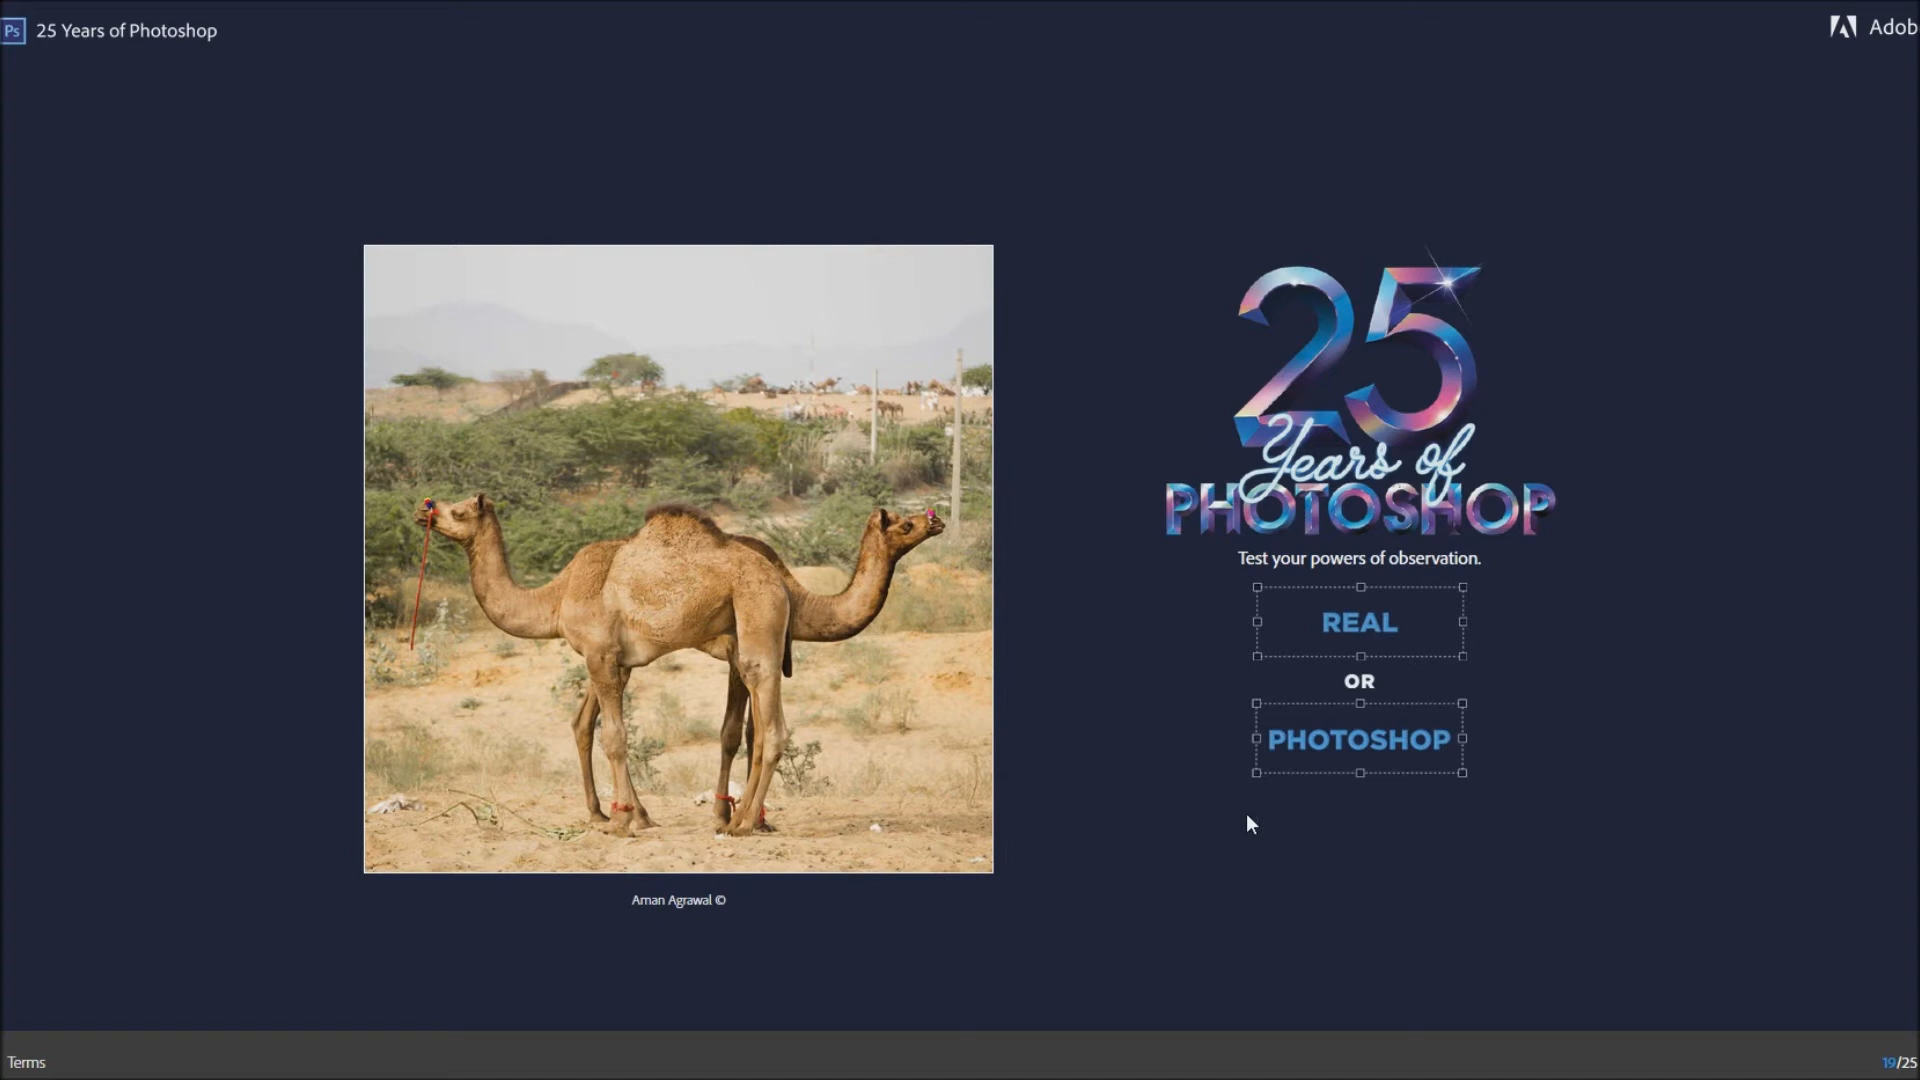 Ps 25 Years of Photoshop
Adob
25
Years of
PHOTOSHOP
Test your powers of observation.
REAL
OR
PHOTOSHOP
Aman Agrawal ©
Terms
19/25